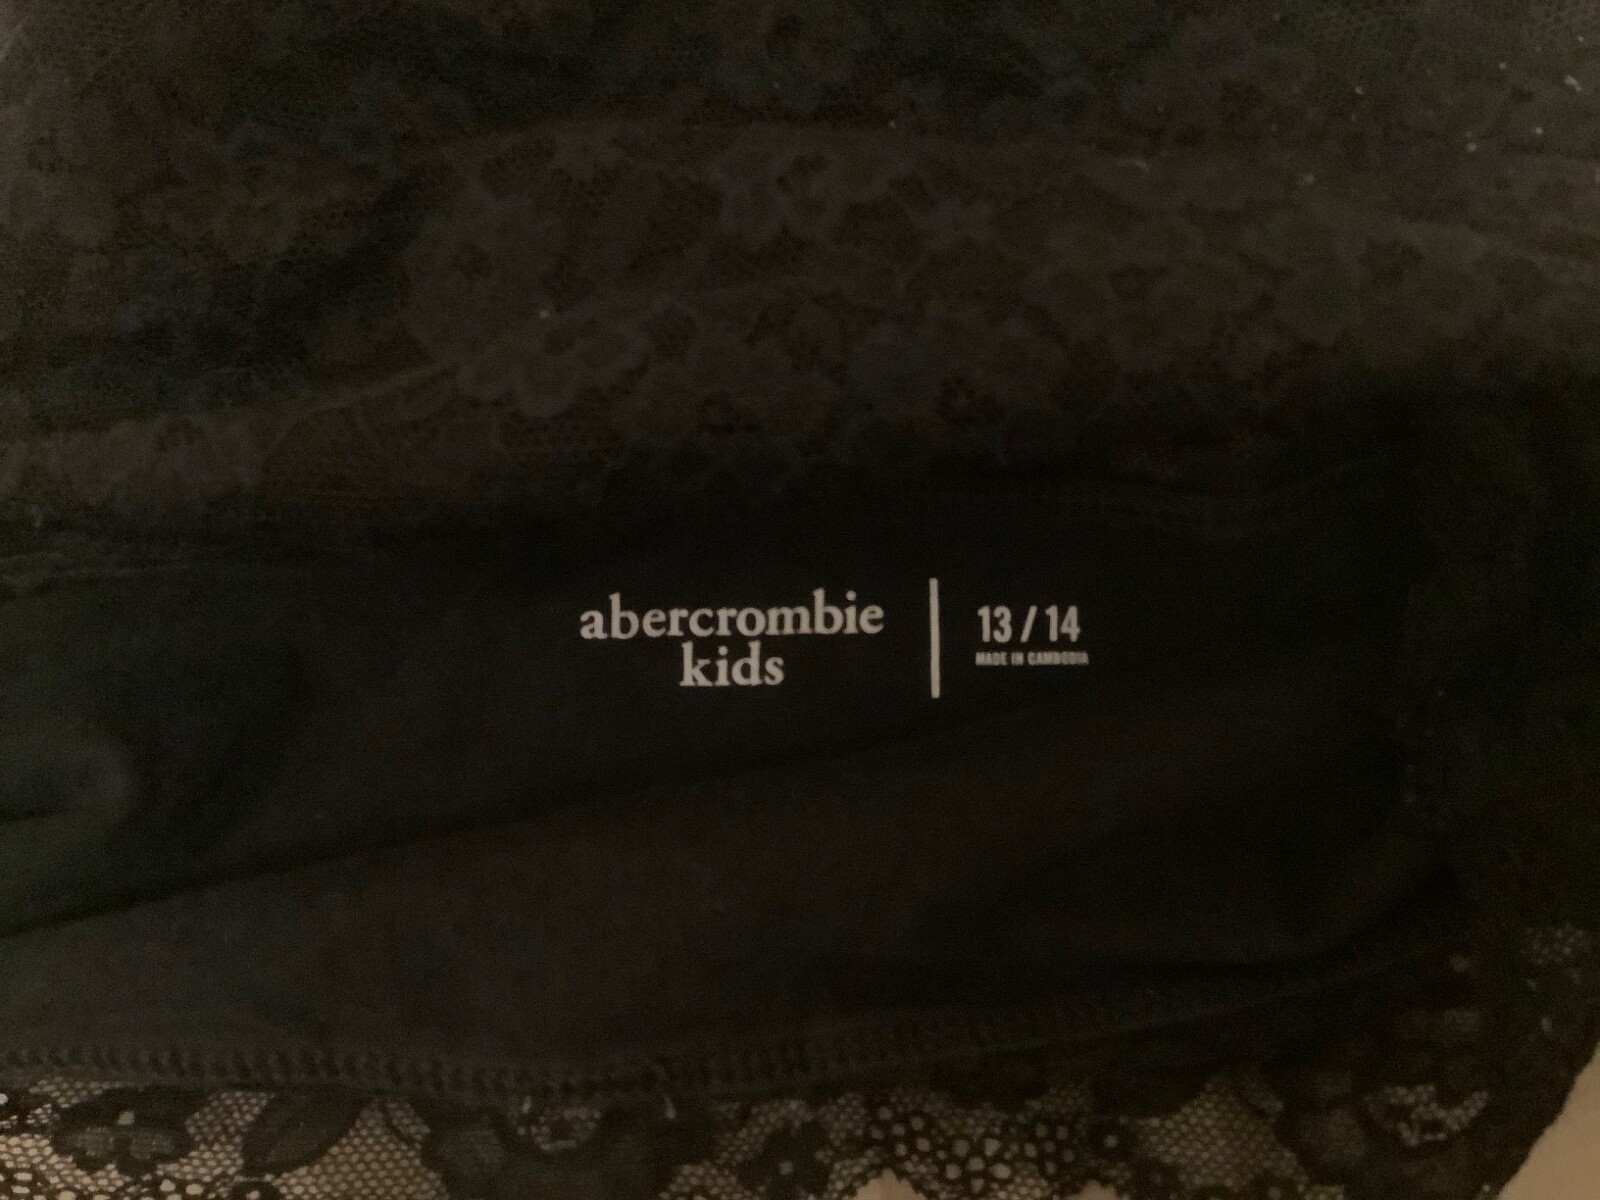 abercrombie
kids
13 / 14
MADE IN CAMBODIA